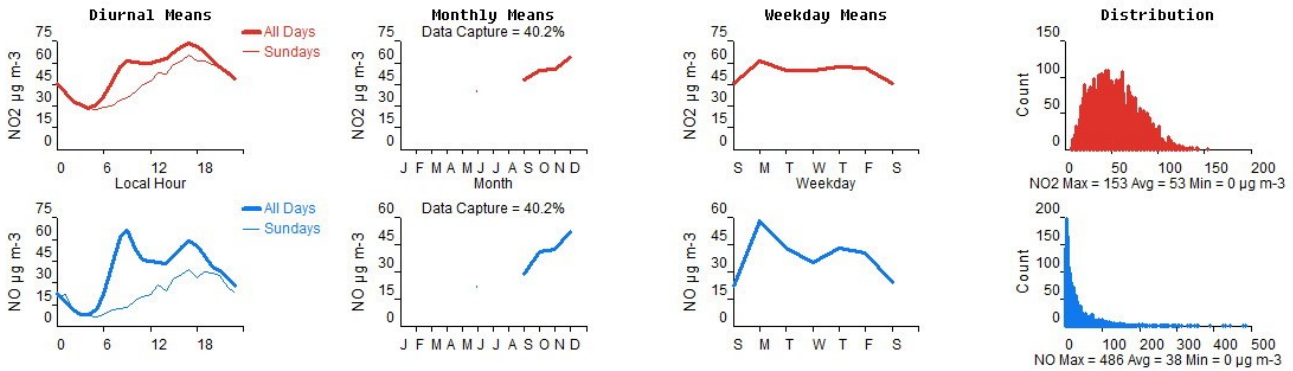 Diurnal Means
75
60
45
30
15
0
NO2 µg m-3
All Days
Sundays
0 6 12 18
Local Hour
Monthly Means
Data Capture = 40.2%
75
60
45
30
15
0
NO2 µg m-3
J F M A M J J A S O N D
Month
Weekday Means
75
60
45
30
15
0
NO2 µg m-3
S M T W T F S
Weekday
Distribution
150
100
50
0
Count
0 50 100 150 200
NO2 Max = 153 Avg = 53 Min = 0 µg m-3
75
60
45
30
15
0
NO µg m-3
All Days
Sundays
0 6 12 18
Data Capture = 40.2%
60
30
0
NO µg m-3
J F M A M J J A S O N D
60
45
30
15
0
NO µg m-3
S M T W T F S
200
150
100
50
0
Count
0 100 200 300 400 500
NO Max = 486 Avg = 38 Min = 0 µg m-3